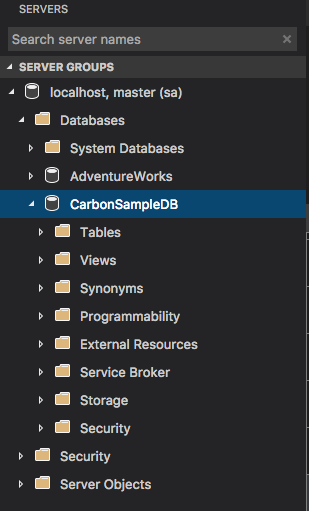 SERVERS
Search server names
SERVER GROUPS
localhost, master (sa)
Databases
System Databases
AdventureWorks
CarbonSampleDB
Tables
Views
Synonyms
Programmability
External Resources
Service Broker
Storage
Security
Security
Server Objects